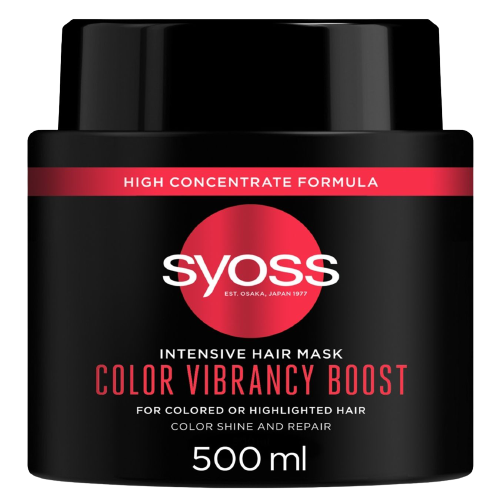 HIGH CONCENTRATE FORMULA
syoss
EST. OSAKA, JAPAN 1977
INTENSIVE HAIR MASK
COLOR VIBRANCY BOOST
FOR COLORED OR HIGHLIGHTED HAIR
COLOR SHINE AND REPAIR
500 ml